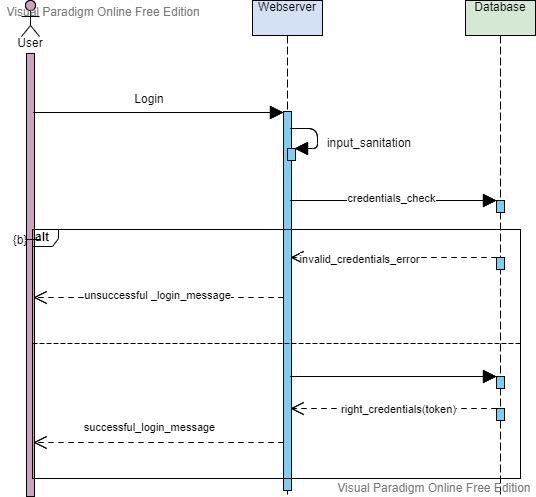 Visual Paradigm Online Free Edition
Webserver
Database
User
Login
input_sanitation
credentials_check
{b}
alt
invalid_credentials_error
unsuccessful _login_message
right_credentials(token)
successful_login_message
Visual Paradigm Online Free Edition